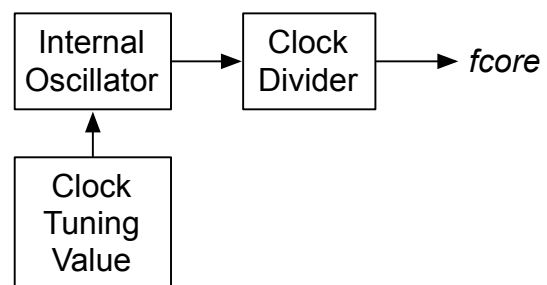 Internal
Oscillator
Clock
Divider
fcore
Clock
Tuning
Value